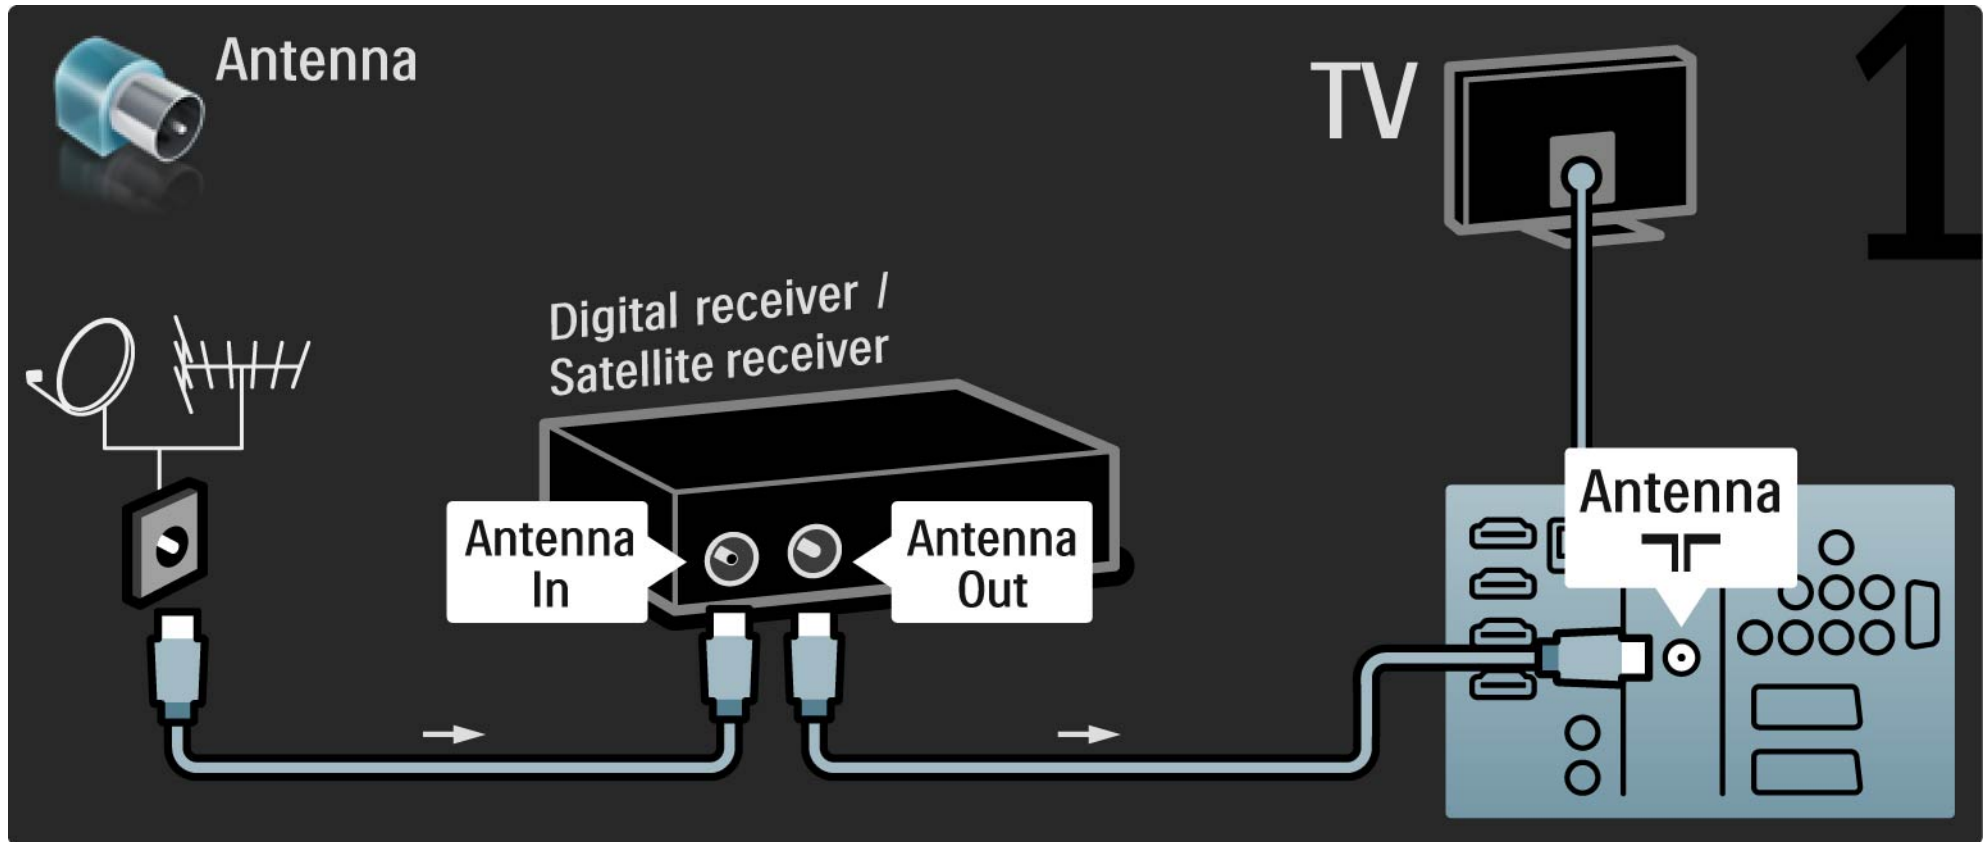 Antenna
TV
1
Digital receiver /
Satellite receiver
Antenna
In
Antenna
Out
Antenna